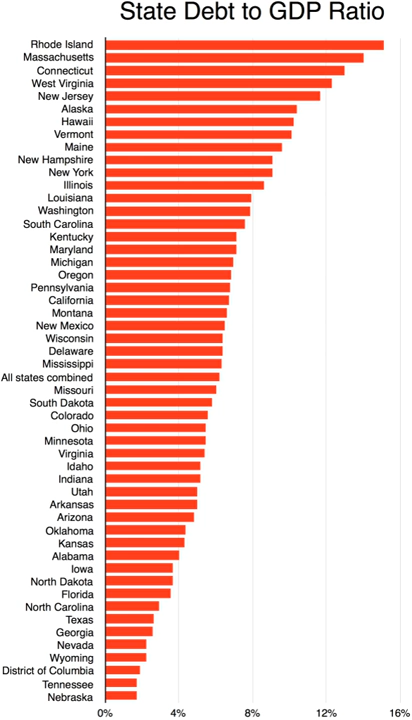 State Debt to GDP Ratio
Rhode Island
Massachusetts
Connecticut
West Virginia
New Jersey
Alaska
Hawaii
Vermont
Maine
New Hampshire
New York
Illinois
Louisiana
Washington
South Carolina
Kentucky
Maryland
Michigan
Oregon
Pennsylvania
California
Montana
New Mexico
Wisconsin
Delaware
Mississippi
All states combined
Missouri
South Dakota
Colorado
Ohio
Minnesota
Virginia
Idaho
Indiana
Utah
Arkansas
Arizona
Oklahoma
Kansas
Alabama
Iowa
North Dakota
Florida
North Carolina
Texas
Georgia
Nevada
Wyoming
District of Columbia
Tennessee
Nebraska
0% 4% 8% 12% 16%